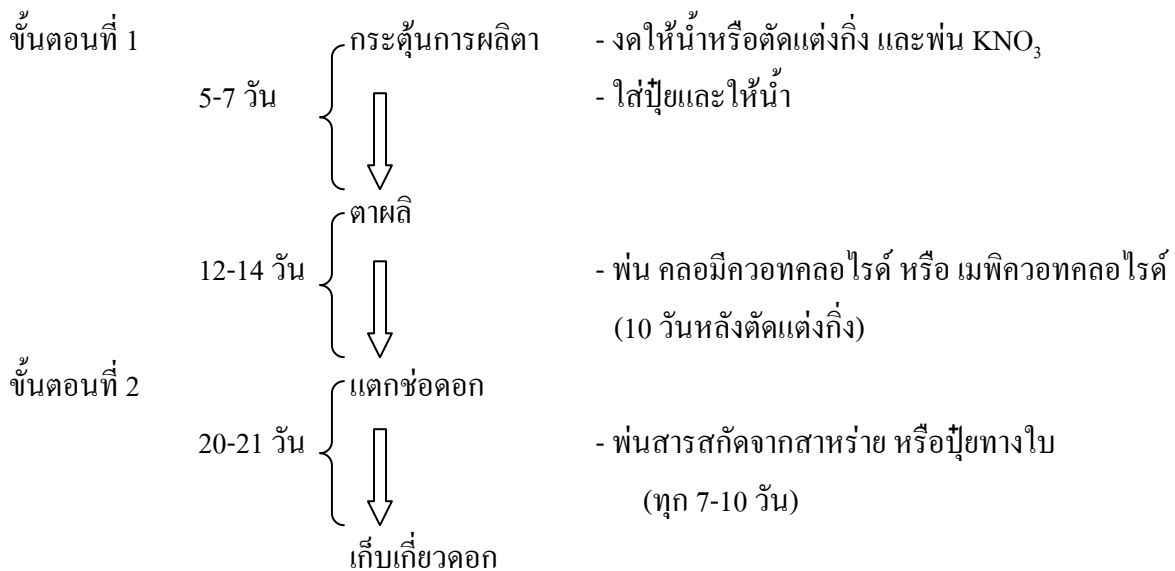 ขั้นตอนที่ 1 กระตุ้นการผลิตา - งดให้น้ำหรือตัดแต่งกิ่ง และพ่น KNO₃
5-7 วัน - ใส่ปุ๋ยและให้น้ำ
ตาผลิ
12-14 วัน - พ่น คลอมีควอทคลอไรด์ หรือ เมพิควอทคลอไรด์
(10 วันหลังตัดแต่งกิ่ง)
ขั้นตอนที่ 2 แตกช่อดอก
20-21 วัน - พ่นสารสกัดจากสาหร่าย หรือปุ๋ยทางใบ
(ทุก 7-10 วัน)
เก็บเกี่ยวดอก